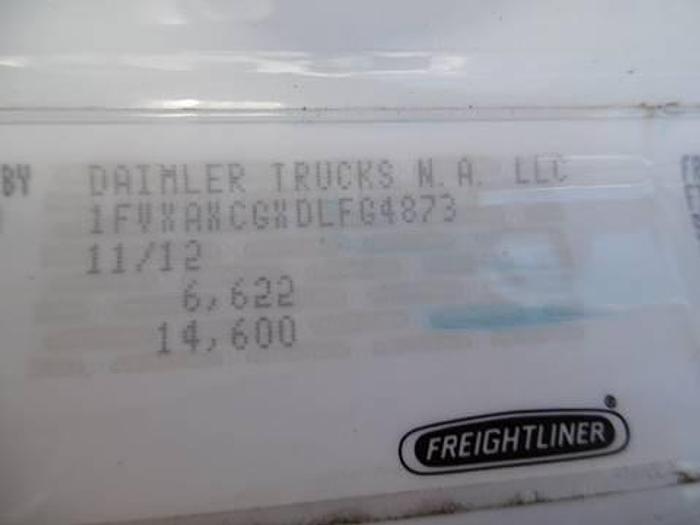 BY DAIMLER TRUCKS N.A. LLC
1FVXAXCGXDLFG4873
11/12
6,622
14,600
FREIGHTLINER®